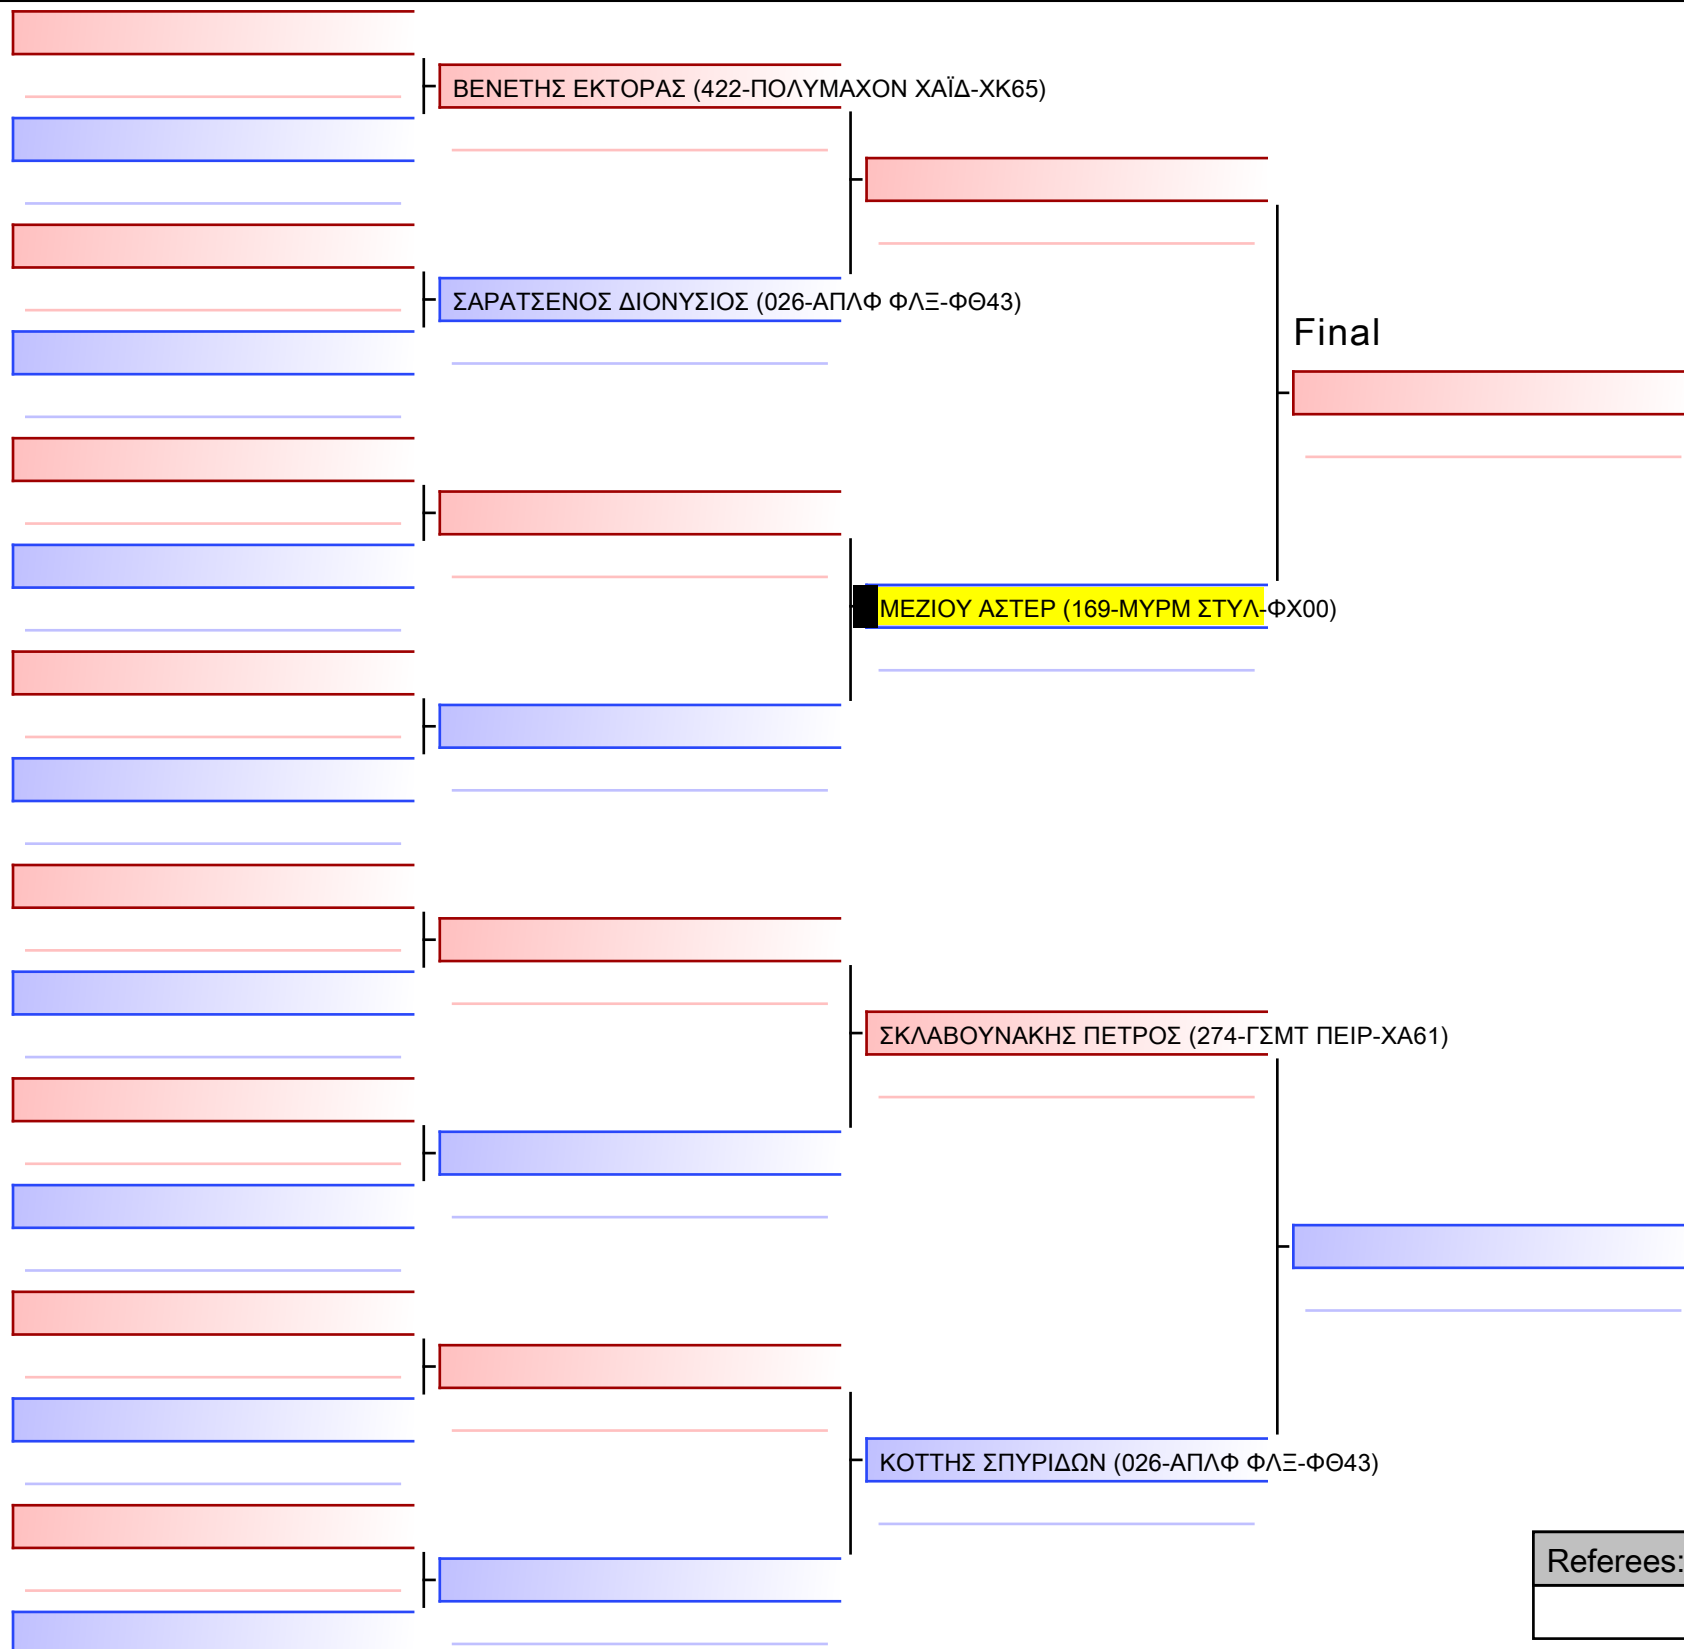 ΒΕΝΕΤΗΣ ΕΚΤΟΡΑΣ (422-ΠΟΛΥΜΑΧΟΝ ΧΑΪΔ-ΧΚ65)
ΣΑΡΑΤΣΕΝΟΣ ΔΙΟΝΥΣΙΟΣ (026-ΑΠΛΦ ΦΛΞ-ΦΘ43)
Final
ΜΕΖΙΟΥ ΑΣΤΕΡ (169-ΜΥΡΜ ΣΤΥΛ-ΦΧ00)
ΣΚΛΑΒΟΥΝΑΚΗΣ ΠΕΤΡΟΣ (274-ΓΣΜΤ ΠΕΙΡ-ΧΑ61)
ΚΟΤΤΗΣ ΣΠΥΡΙΔΩΝ (026-ΑΠΛΦ ΦΛΞ-ΦΘ43)
Referees: